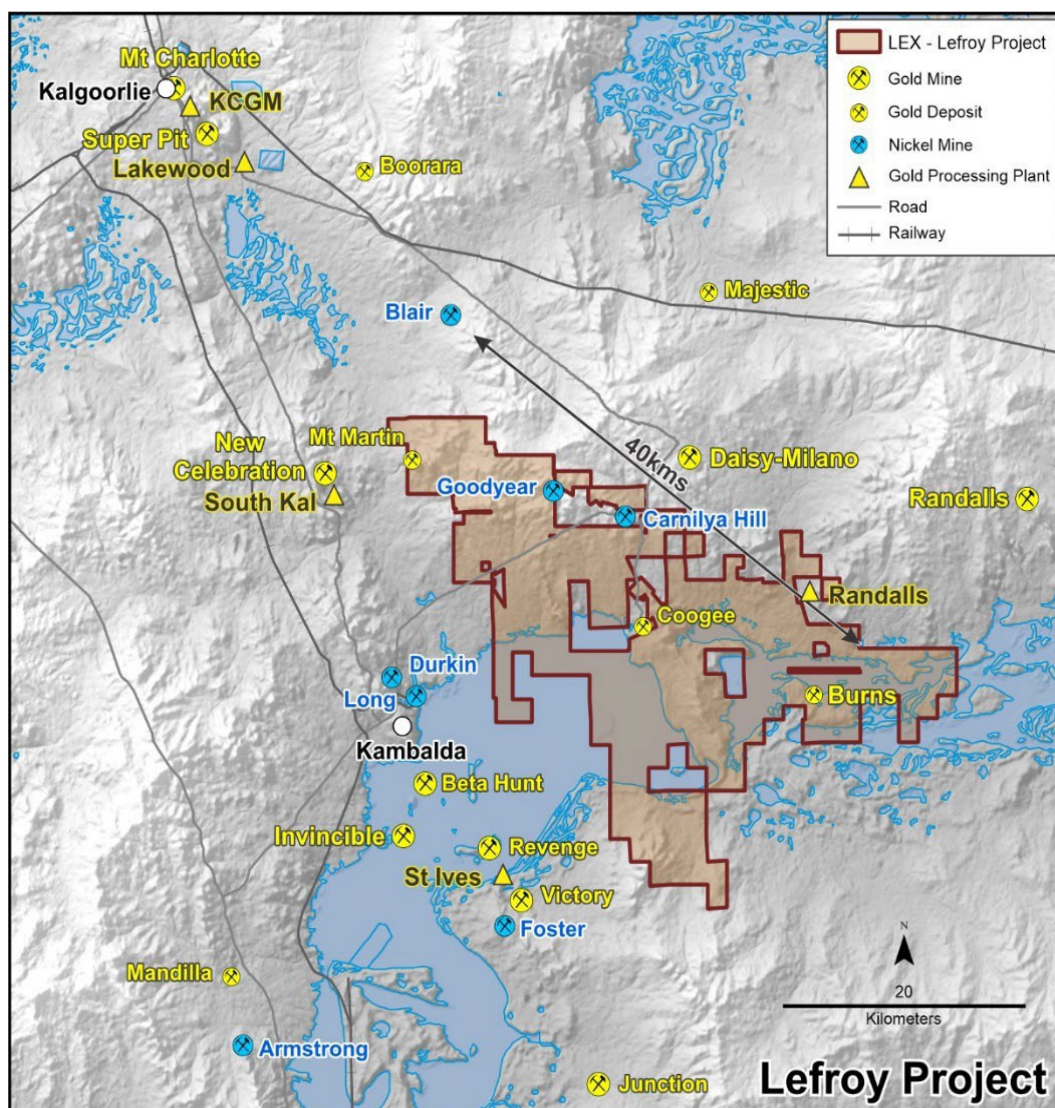 Mt Charlotte
Kalgoorlie
KCGM
Super Pit
Lakewood
Boorara
LEX - Lefroy Project
Gold Mine
Gold Deposit
Nickel Mine
Gold Processing Plant
Road
Railway
Majestic
Blair
40kms
New
Celebration
South Kal
Mt Martin
Goodyear
Carnilya Hill
Daisy-Milano
Randalls
Randalls
Coogee
Burns
Durkin
Long
Kambalda
Beta Hunt
Invincible
Revenge
St Ives
Victory
Foster
Mandilla
Armstrong
Junction
N
20
Kilometers
Lefroy Project